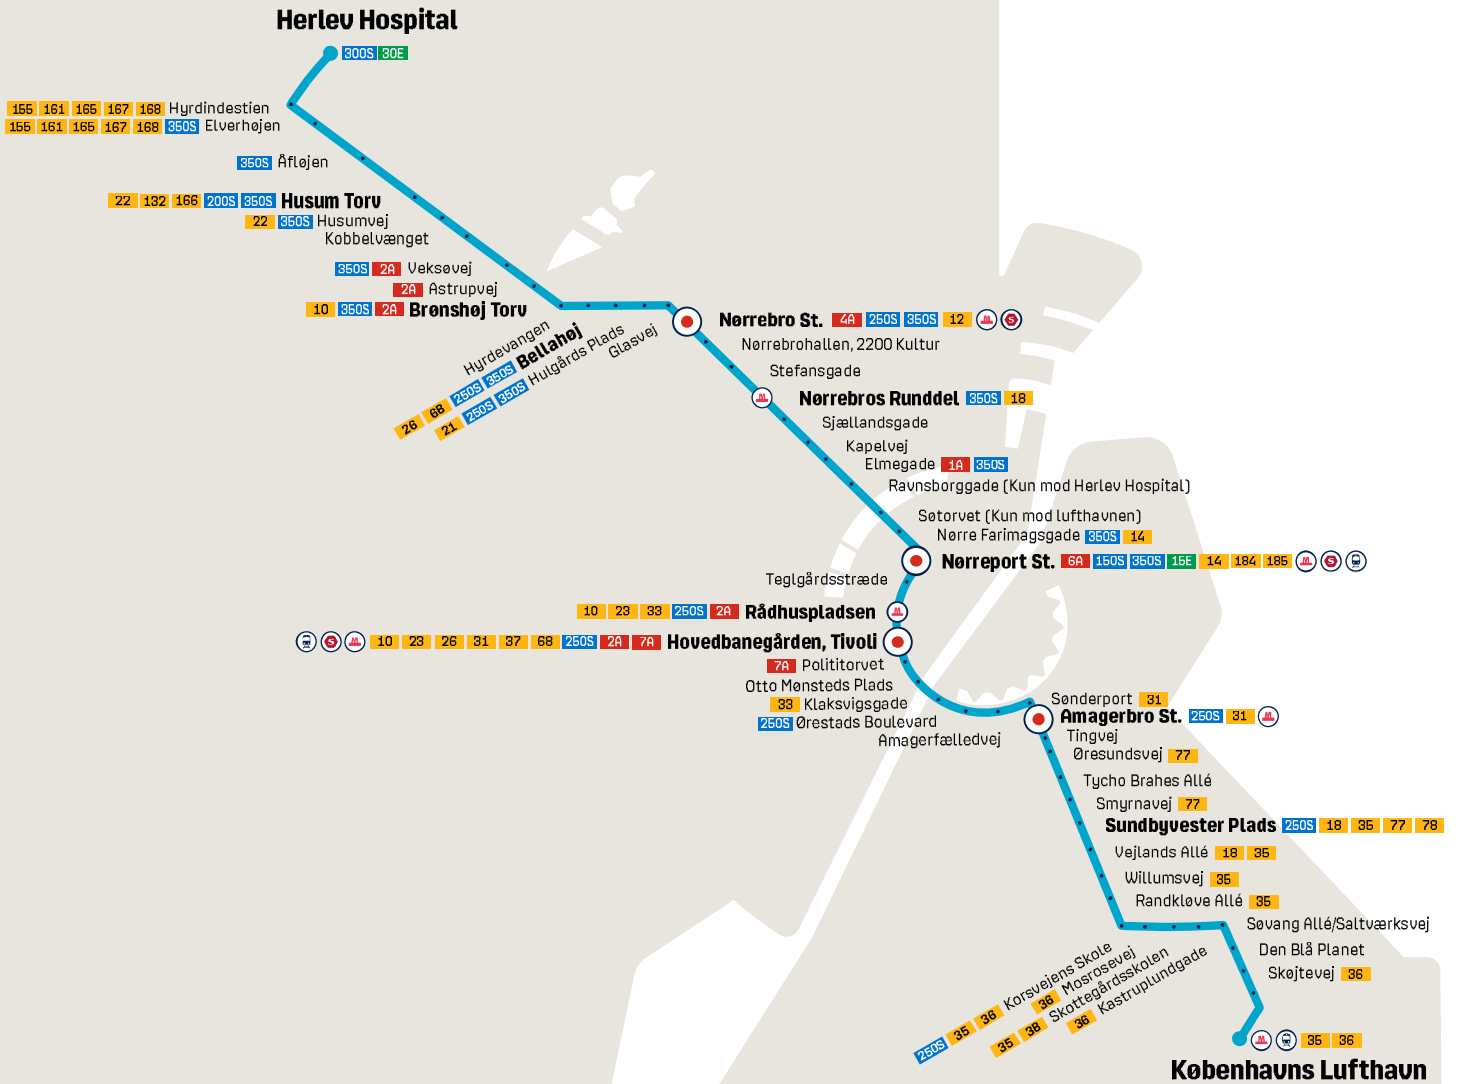 Herlev Hospital
300S 30E
155 161 165 167 168 Hyrdindestien
155 161 165 167 168 350S Elverhøjen
350S Åfløjen
22 132 166 200S 350S Husum Torv
22 350S Husumvej
Kobbelvænget
350S 2A Veksøvej
2A Astrupvej
10 350S 2A Brønshøj Torv
Hyrdevangen
26 68 250S 350S Bellahøj
21 250S 350S Hulgårds Plads
Glasvej
Nørrebro St. 4A 250S 350S 12 M S
Nørrebrohallen, 2200 Kultur
Stefansgade
M Nørrebros Runddel 350S 18
Sjællandsgade
Kapelvej
Elmegade 1A 350S
Ravnsborggade (Kun mod Herlev Hospital)
Søtorvet (Kun mod lufthavnen)
Nørre Farimagsgade 350S 14
Nørreport St. 6A 150S 350S 15E 14 184 185 M S
Teglgårdsstræde
10 23 33 250S 2A Rådhuspladsen M
S M 10 23 26 31 37 68 250S 2A 7A Hovedbanegården, Tivoli
7A Polititorvet
Otto Mønsteds Plads
33 Klaksvigsgade
250S Ørestads Boulevard
Amagerfælledvej
Sønderport 31
Amagerbro St. 250S 31 M
Tingvej
Øresundsvej 77
Tycho Brahes Allé
Smyrnavej 77
Sundbyvester Plads 250S 18 35 77 78
Vejlands Allé 18 35
Willumsvej 35
Randkløve Allé 35
250S 35 36 Korsvejens Skole
36 Mosrosevej
35 38 Skottegårdsskolen
36 Kastruplundgade
Søvang Allé/Saltværksvej
Den Blå Planet
Skøjtevej 36
M 35 36
Københavns Lufthavn